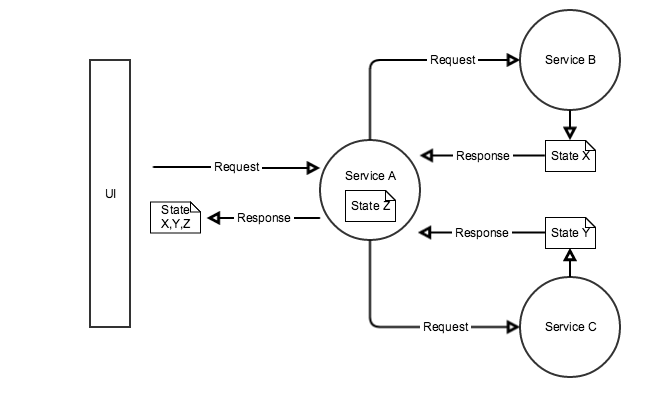 Request
Service B
Response
State X
Service A
Request
UI
State Z
State
X,Y,Z
Response
Response
State Y
Request
Service C